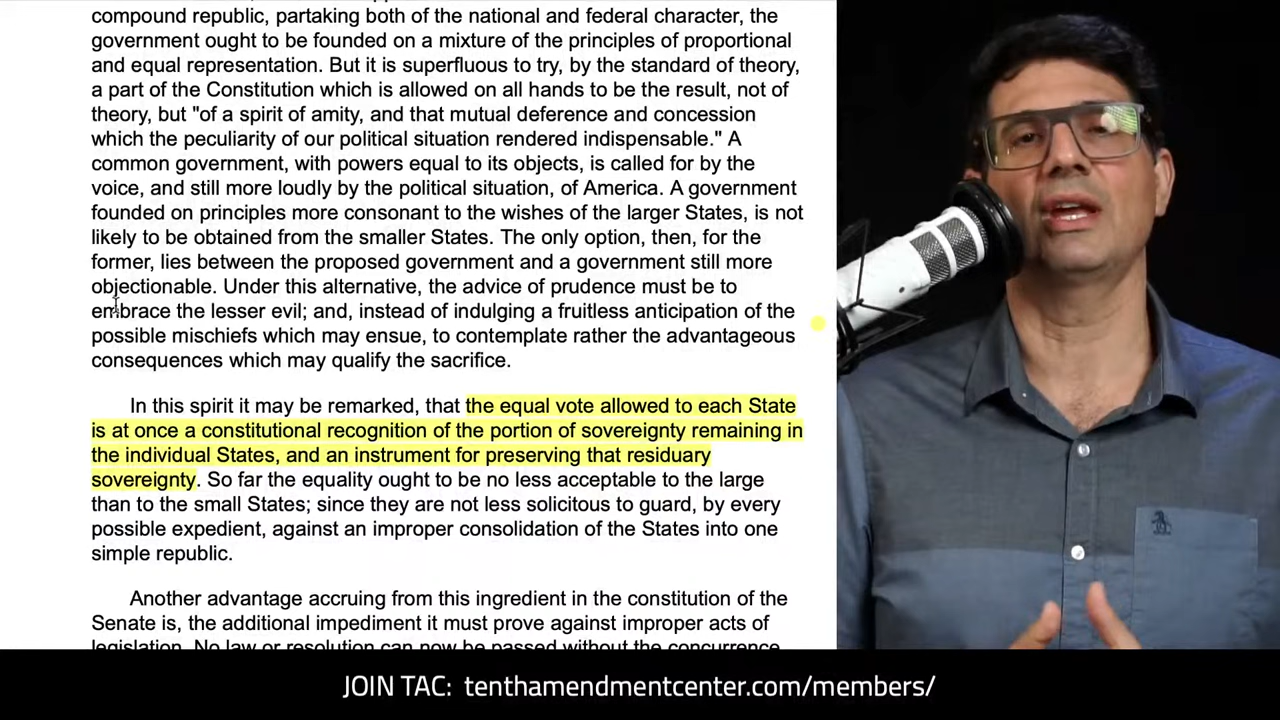 compound republic, partaking both of the national and federal character, the
government ought to be founded on a mixture of the principles of proportional
and equal representation. But it is superfluous to try, by the standard of theory,
a part of the Constitution which is allowed on all hands to be the result, not of
theory, but "of a spirit of amity, and that mutual deference and concession
which the peculiarity of our political situation rendered indispensable." A
common government, with powers equal to its objects, is called for by the
voice, and still more loudly by the political situation, of America. A government
founded on principles more consonant to the wishes of the larger States, is not
likely to be obtained from the smaller States. The only option, then, for the
former, lies between the proposed government and a government still more
objectionable. Under this alternative, the advice of prudence must be to
embrace the lesser evil; and, instead of indulging a fruitless anticipation of the
possible mischiefs which may ensue, to contemplate rather the advantageous
consequences which may qualify the sacrifice.
In this spirit it may be remarked, that the equal vote allowed to each State
is at once a constitutional recognition of the portion of sovereignty remaining in
the individual States, and an instrument for preserving that residuary
sovereignty. So far the equality ought to be no less acceptable to the large
than to the small States; since they are not less solicitous to guard, by every
possible expedient, against an improper consolidation of the States into one
simple republic.
Another advantage accruing from this ingredient in the constitution of the
Senate is, the additional impediment it must prove against improper acts of
legislation. No law or resolution can now be passed without the concurrence,
JOIN TAC: tenthamendmentcenter.com/members/